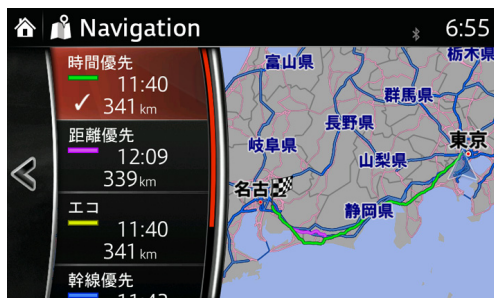 Navigation 6:55
時間優先
11:40
341 km
距離優先
12:09
339 km
エコ
11:40
341 km
幹線優先
富山県
栃木県
群馬県
長野県
岐阜県
山梨県
東京
名古
静岡県